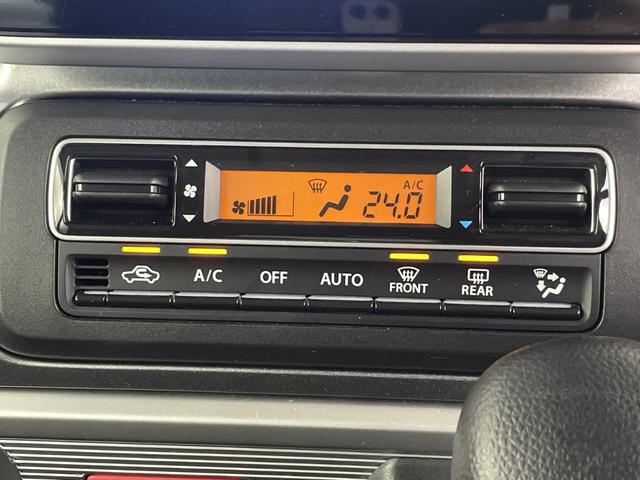 A/C
24.0
A/C
OFF
AUTO
FRONT
REAR